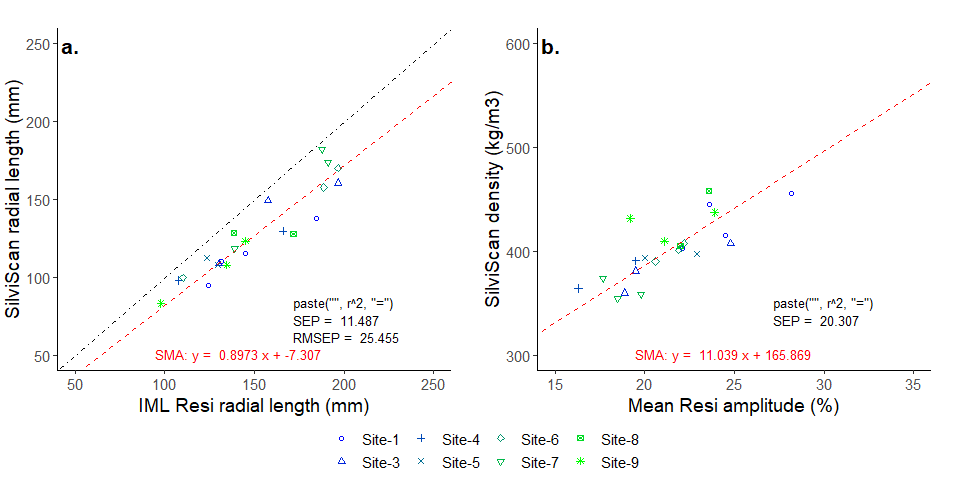 a.
250
200
150
100
50
SilviScan radial length (mm)
paste("", r^2, "=")
SEP = 11.487
RMSEP = 25.455
SMA: y = 0.8973 x + -7.307
50
100
150
200
250
IML Resi radial length (mm)
b.
600
500
400
300
SilviScan density (kg/m3)
paste("", r^2, "=")
SEP = 20.307
SMA: y = 11.039 x + 165.869
15
20
25
30
35
Mean Resi amplitude (%)
Site-1 Site-4 Site-6 Site-8
Site-3 Site-5 Site-7 Site-9